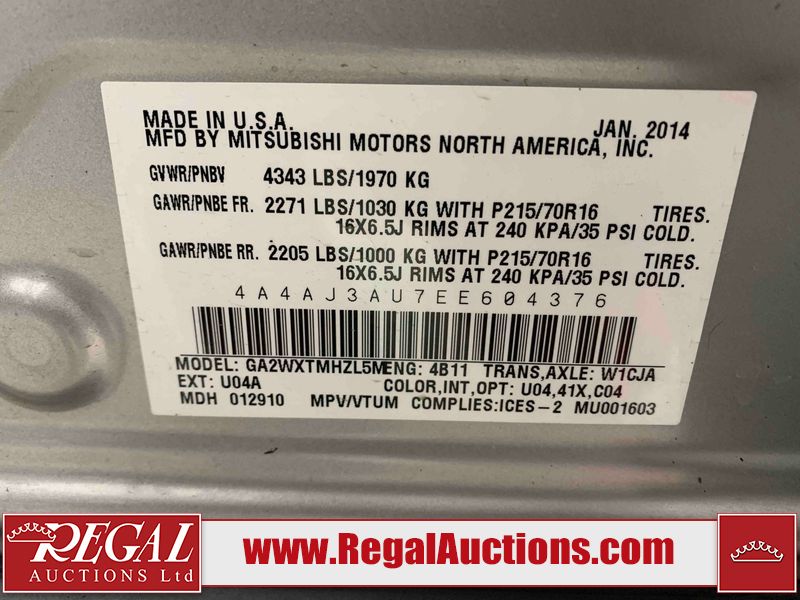 MADE IN U.S.A. JAN. 2014
MFD BY MITSUBISHI MOTORS NORTH AMERICA, INC.
GVWR/PNBV 4343 LBS/1970 KG
GAWR/PNBE FR. 2271 LBS/1030 KG WITH P215/70R16 TIRES.
16X6.5J RIMS AT 240 KPA/35 PSI COLD.
GAWR/PNBE RR. 2205 LBS/1000 KG WITH P215/70R16 TIRES.
16X6.5J RIMS AT 240 KPA/35 PSI COLD.
4A4AJ3AU7EE604376
MODEL: GA2WXTMHZL5M ENG: 4B11 TRANS,AXLE: W1CJA
EXT: U04A COLOR,INT,OPT: U04,41X,C04
MDH 012910 MPV/VTUM COMPLIES:ICES-2 MU001603
REGAL
AUCTIONS Ltd
www.RegalAuctions.com